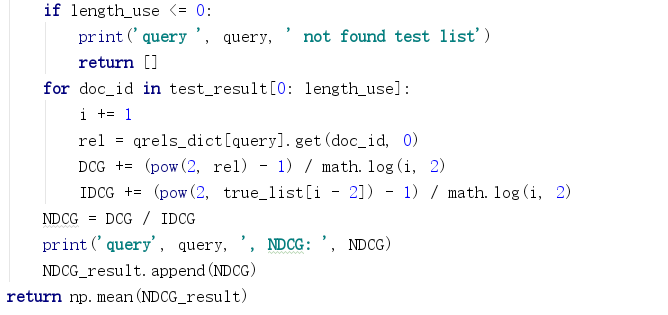 if length_use <= 0:
print('query ', query, ' not found test list')
return []
for doc_id in test_result[0: length_use]:
i += 1
rel = qrels_dict[query].get(doc_id, 0)
DCG += (pow(2, rel) - 1) / math.log(i, 2)
IDCG += (pow(2, true_list[i - 2]) - 1) / math.log(i, 2)
NDCG = DCG / IDCG
print('query', query, ', NDCG: ', NDCG)
NDCG_result.append(NDCG)
return np.mean(NDCG_result)